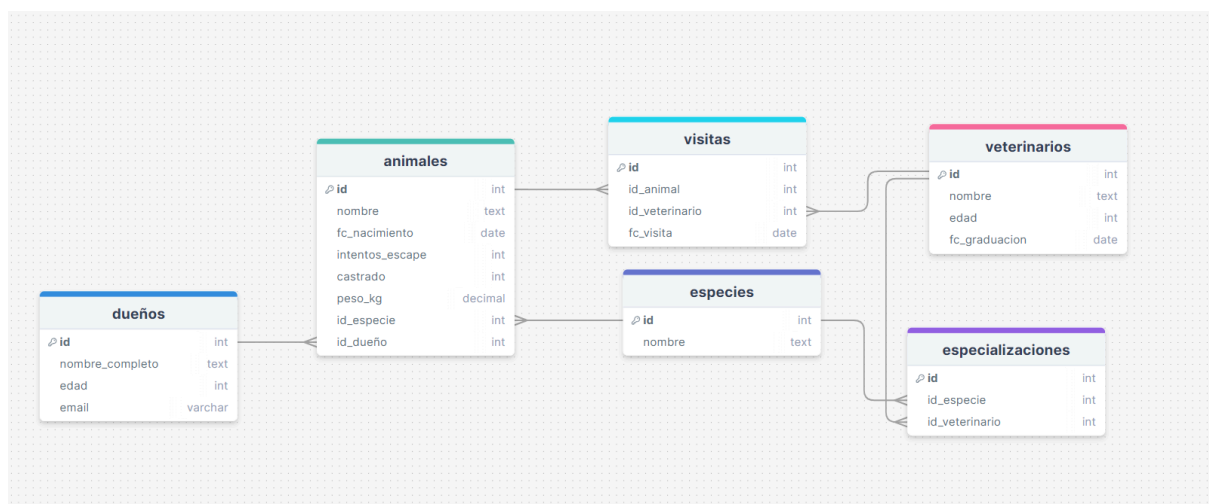 dueños
id int
nombre_completo text
edad int
email varchar
animales
id int
nombre text
fc_nacimiento date
intentos_escape int
castrado int
peso_kg decimal
id_especie int
id_dueño int
visitas
id int
id_animal int
id_veterinario int
fc_visita date
especies
id int
nombre text
veterinarios
id int
nombre text
edad int
fc_graduacion date
especializaciones
id int
id_especie int
id_veterinario int